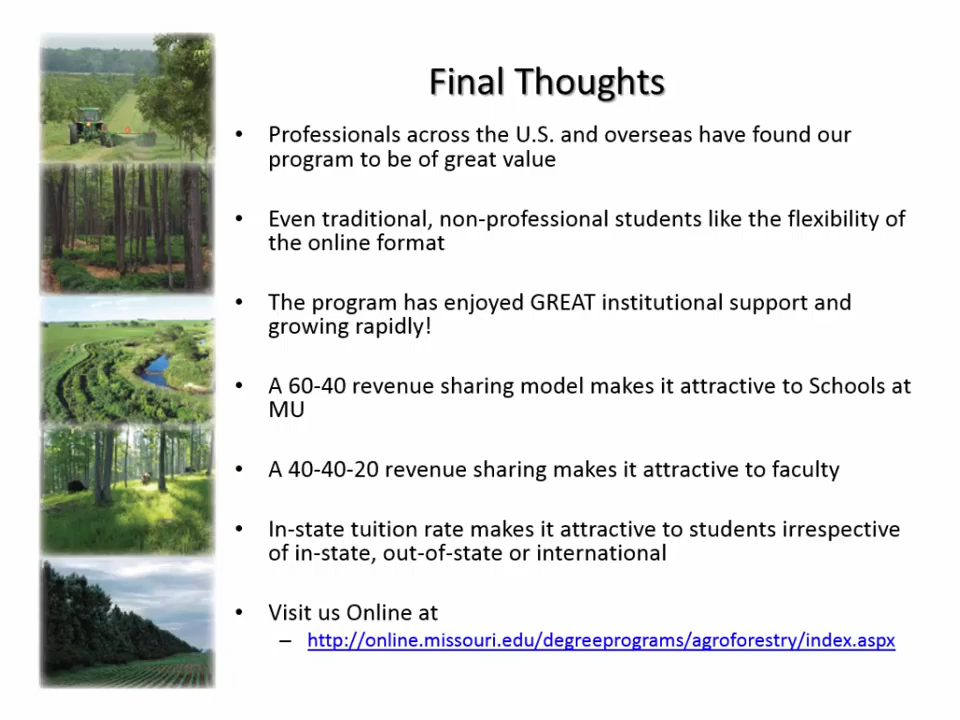 Final Thoughts
• Professionals across the U.S. and overseas have found our
program to be of great value
• Even traditional, non-professional students like the flexibility of
the online format
• The program has enjoyed GREAT institutional support and
growing rapidly!
• A 60-40 revenue sharing model makes it attractive to Schools at
MU
• A 40-40-20 revenue sharing makes it attractive to faculty
• In-state tuition rate makes it attractive to students irrespective
of in-state, out-of-state or international
• Visit us Online at
– http://online.missouri.edu/degreeprograms/agroforestry/index.aspx